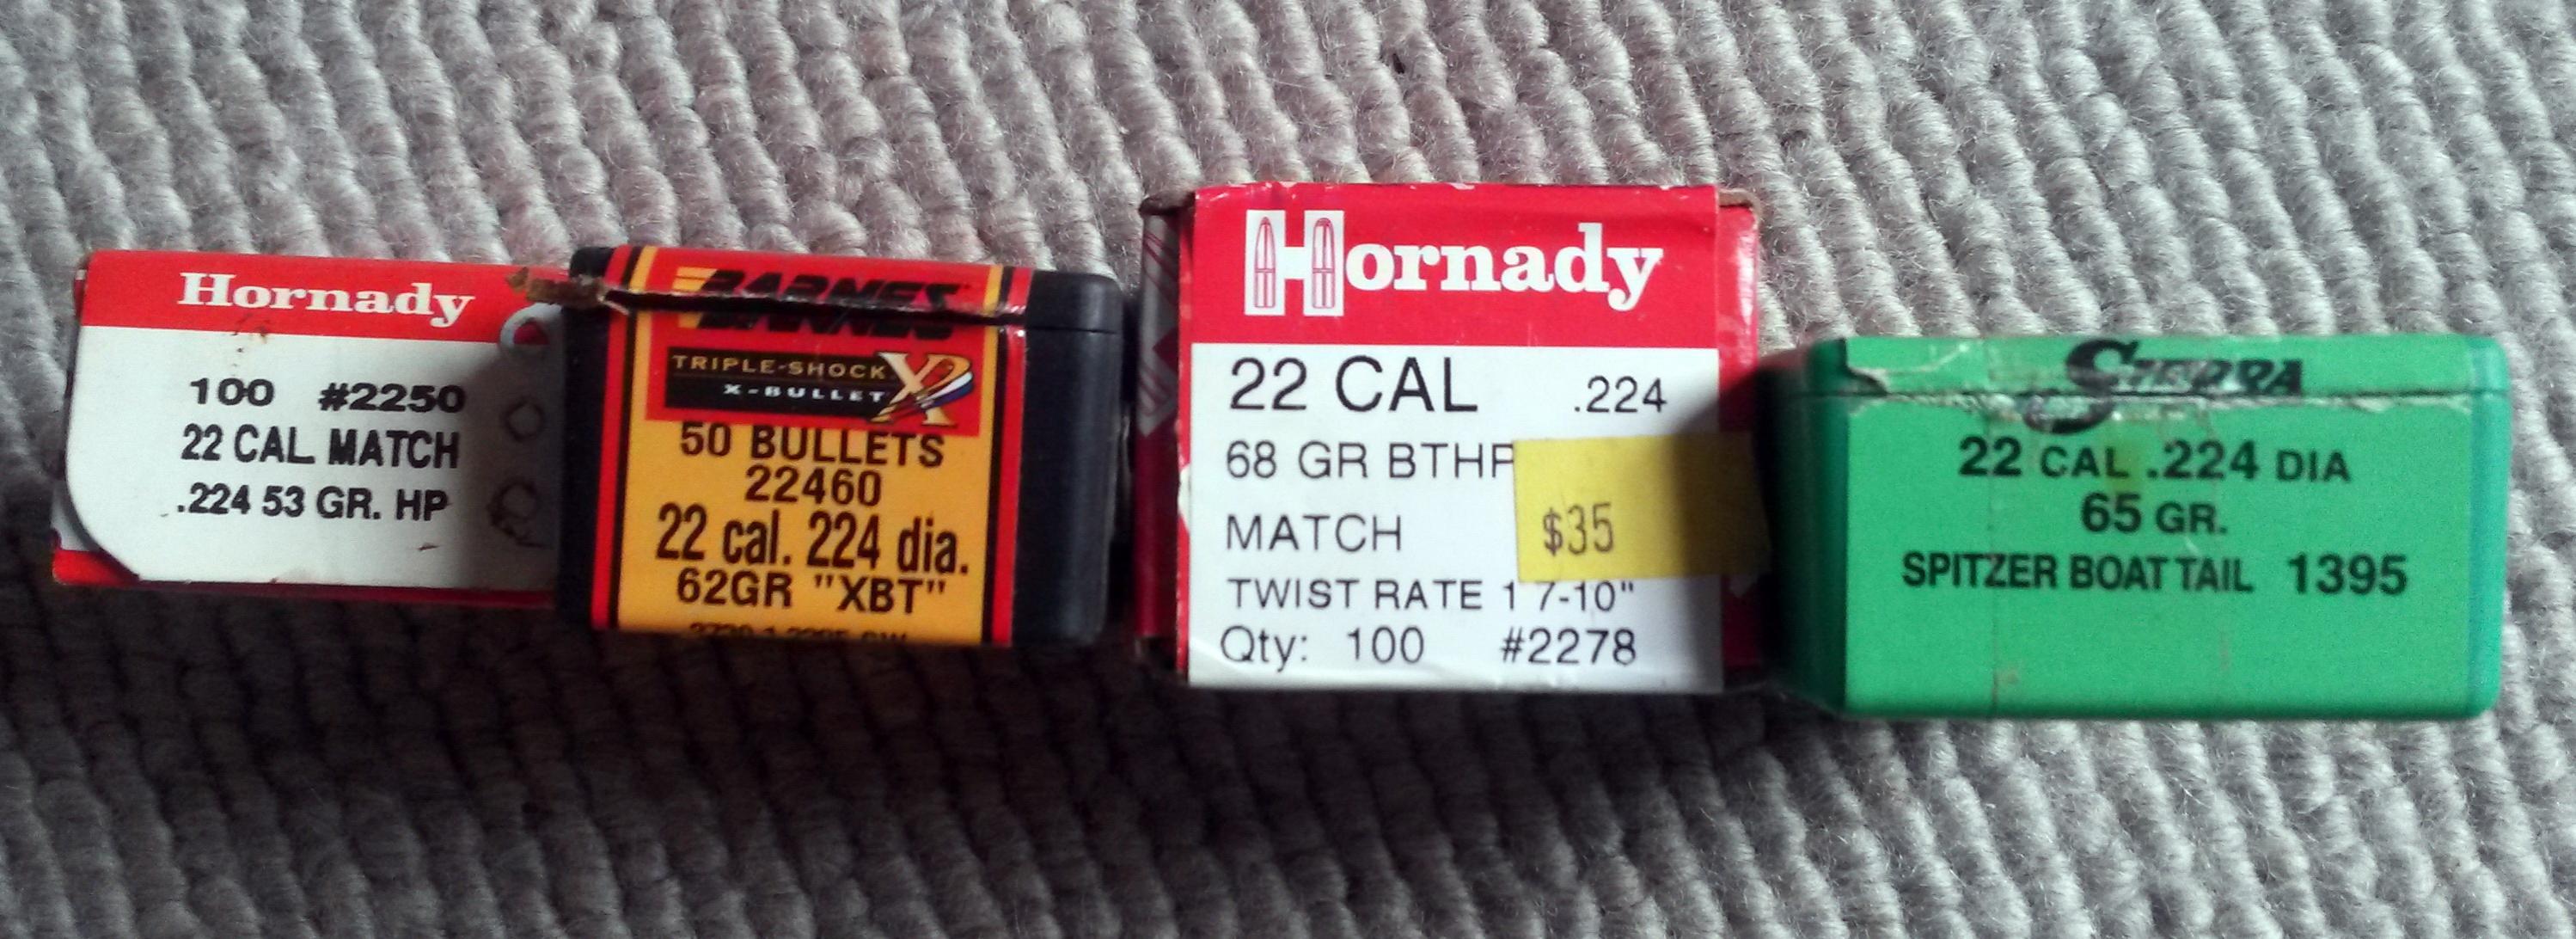 Hornady
100 #2250
22 CAL. MATCH
.224 53 GR. HP
BARNES
TRIPLE-SHOCK
X-BULLET
50 BULLETS
22460
22 cal. 224 dia.
62GR "XBT"
Hornady
22 CAL .224
68 GR BTHP
MATCH
$35
TWIST RATE 1 7-10"
Qty: 100 #2278
SIERRA
22 CAL .224 DIA
65 GR.
SPITZER BOAT TAIL 1395